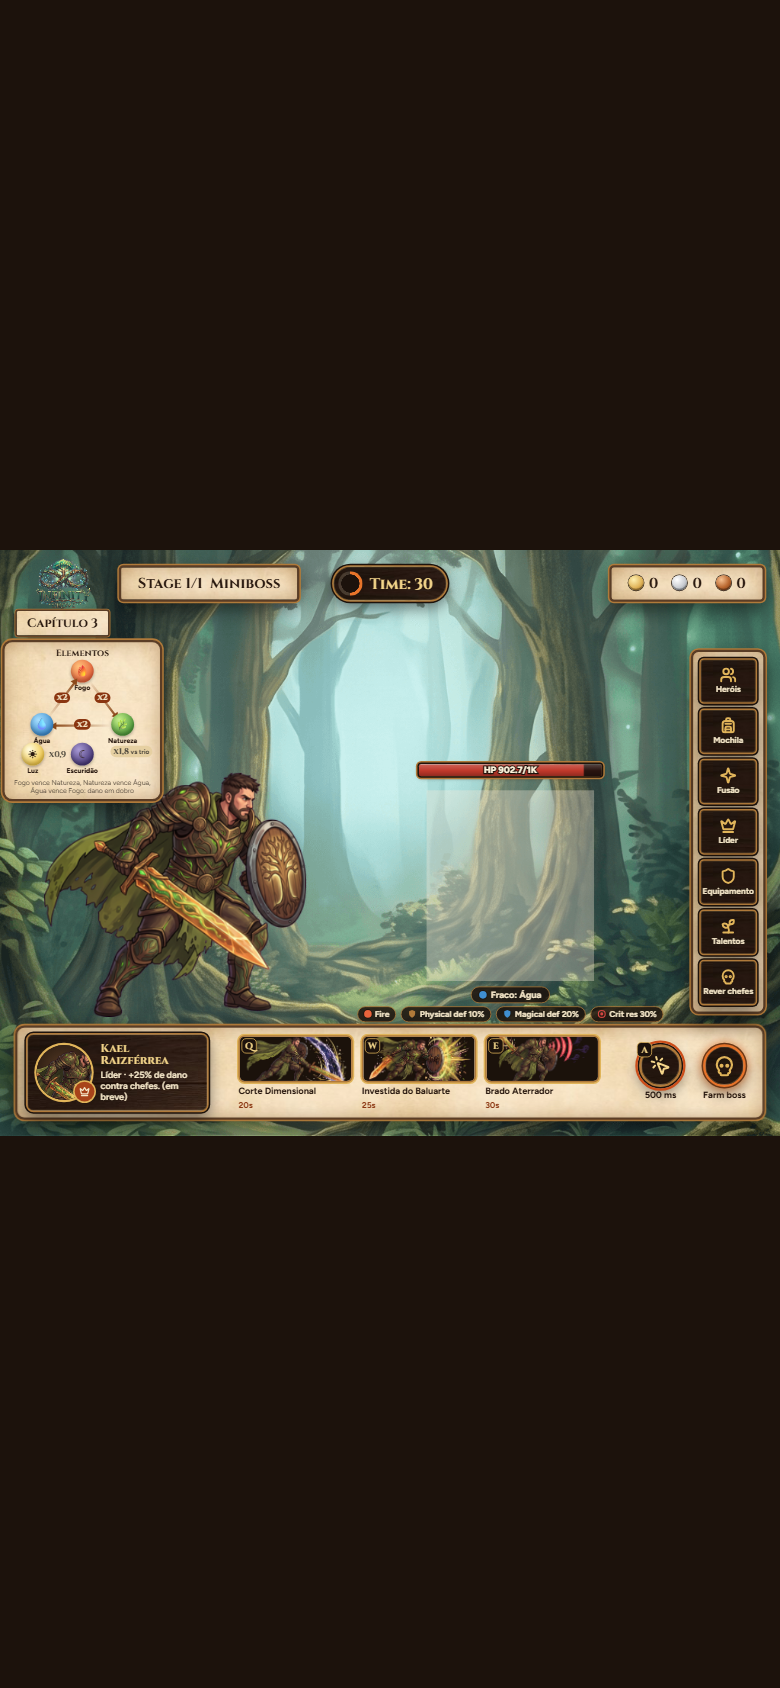 Stage 1/1 Miniboss
Time: 30
0 0 0
Capítulo 3
Elementos
Fogo
x2 x2
x2
Água Natureza
x0,9
x1,8 vs trio
Luz Escuridão
Fogo vence Natureza, Natureza vence Água,
Água vence Fogo: dano em dobro
HP 902.7/1K
Heróis
Mochila
Fusão
Líder
Equipamento
Talentos
Rever chefes
Fraco: Água
Fire
Physical def 10%
Magical def 20%
Crit res 30%
Kael
Raizférrea
Líder · +25% de dano
contra chefes. (em
breve)
Q
Corte Dimensional
20s
W
Investida do Baluarte
25s
E
Brado Aterrador
30s
A
500 ms
Farm boss